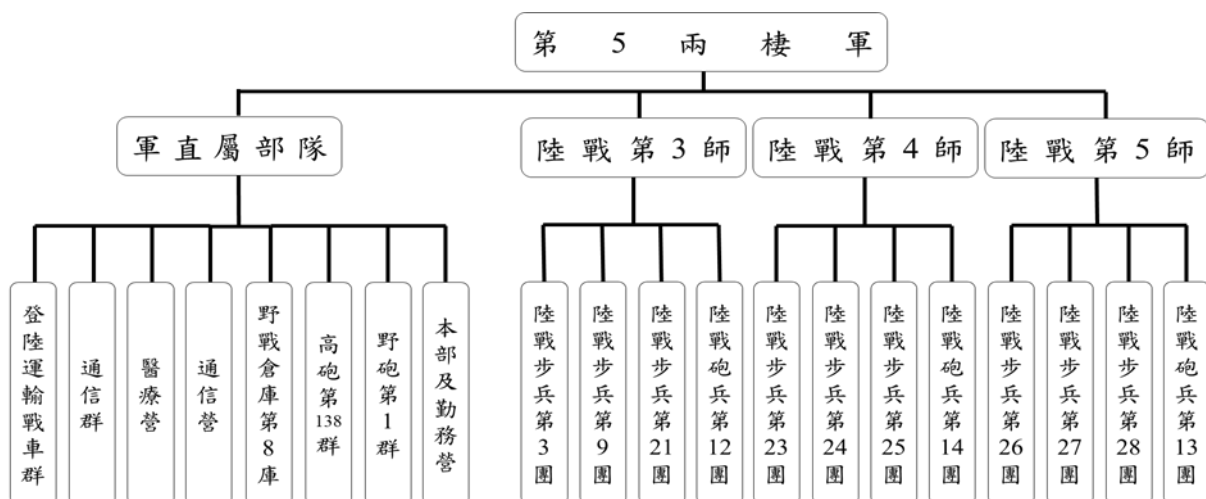 第5兩棲軍
軍直屬部隊
陸戰第3師
陸戰第4師
陸戰第5師
登陸運輸戰車群
通信群
醫療營
通信營
野戰倉庫第8庫
高砲第138群
野砲第1群
本部及勤務營
陸戰步兵第3團
陸戰步兵第9團
陸戰步兵第21團
陸戰砲兵第12團
陸戰步兵第23團
陸戰步兵第24團
陸戰步兵第25團
陸戰砲兵第14團
陸戰步兵第26團
陸戰步兵第27團
陸戰步兵第28團
陸戰砲兵第13團